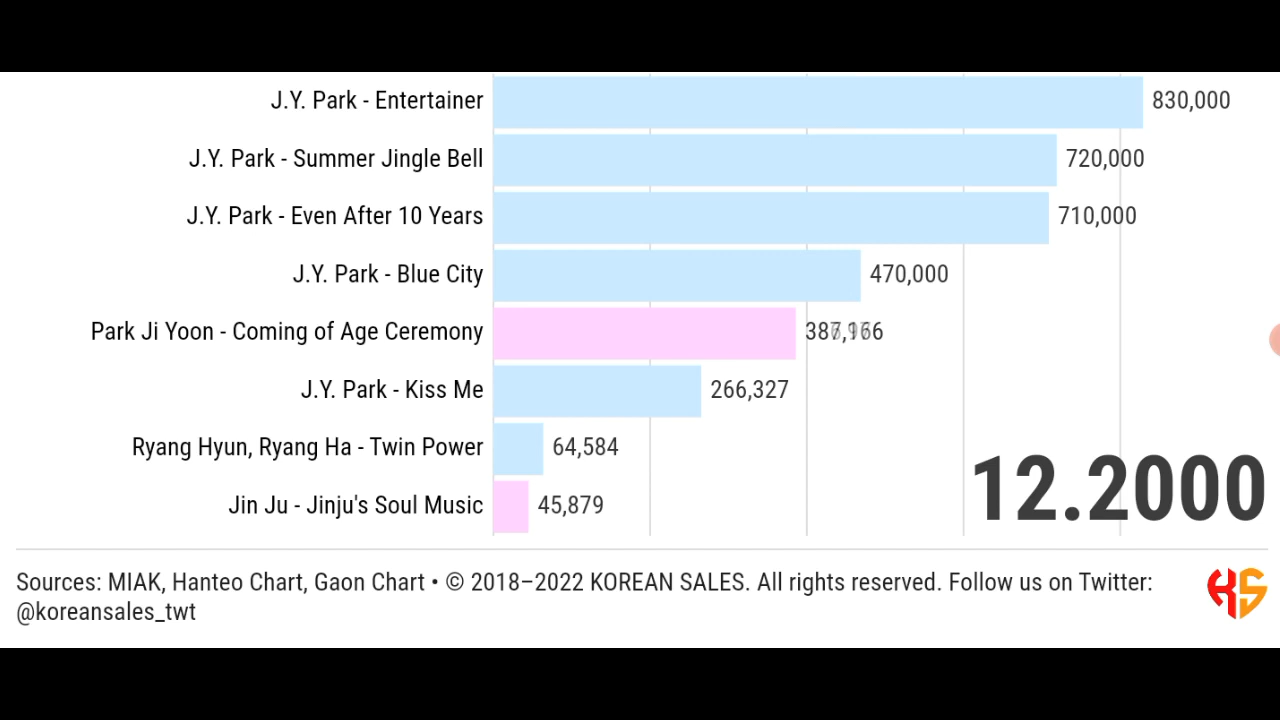 J.Y. Park - Entertainer 830,000
J.Y. Park - Summer Jingle Bell 720,000
J.Y. Park - Even After 10 Years 710,000
J.Y. Park - Blue City 470,000
Park Ji Yoon - Coming of Age Ceremony
J.Y. Park - Kiss Me 266,327
Ryang Hyun, Ryang Ha - Twin Power 64,584
Jin Ju - Jinju's Soul Music 45,879
12.2000
Sources: MIAK, Hanteo Chart, Gaon Chart • © 2018–2022 KOREAN SALES. All rights reserved. Follow us on Twitter:
@koreansales_twt
KS